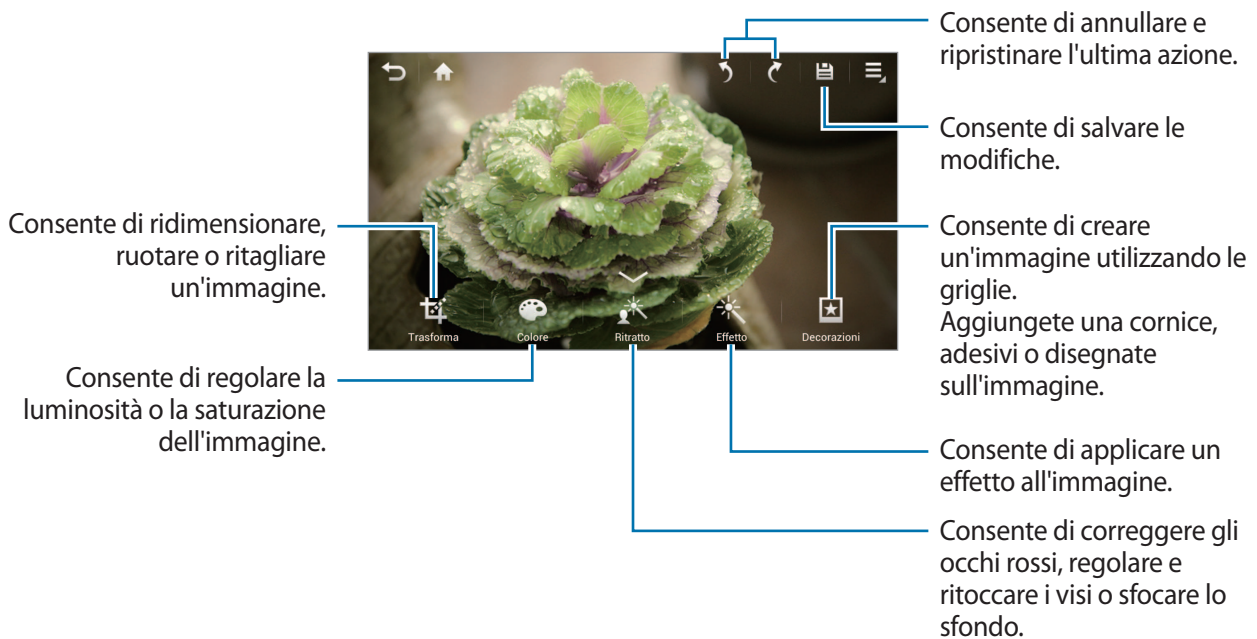 Consente di annullare e
ripristinare l'ultima azione.
Consente di salvare le
modifiche.
Consente di ridimensionare,
ruotare o ritagliare
un'immagine.
Consente di creare
un'immagine utilizzando le
griglie.
Aggiungete una cornice,
adesivi o disegnate
sull'immagine.
Trasforma
Colore
Ritratto
Effetto
Decorazioni
Consente di regolare la
luminosità o la saturazione
dell'immagine.
Consente di applicare un
effetto all'immagine.
Consente di correggere gli
occhi rossi, regolare e
ritoccare i visi o sfocare lo
sfondo.